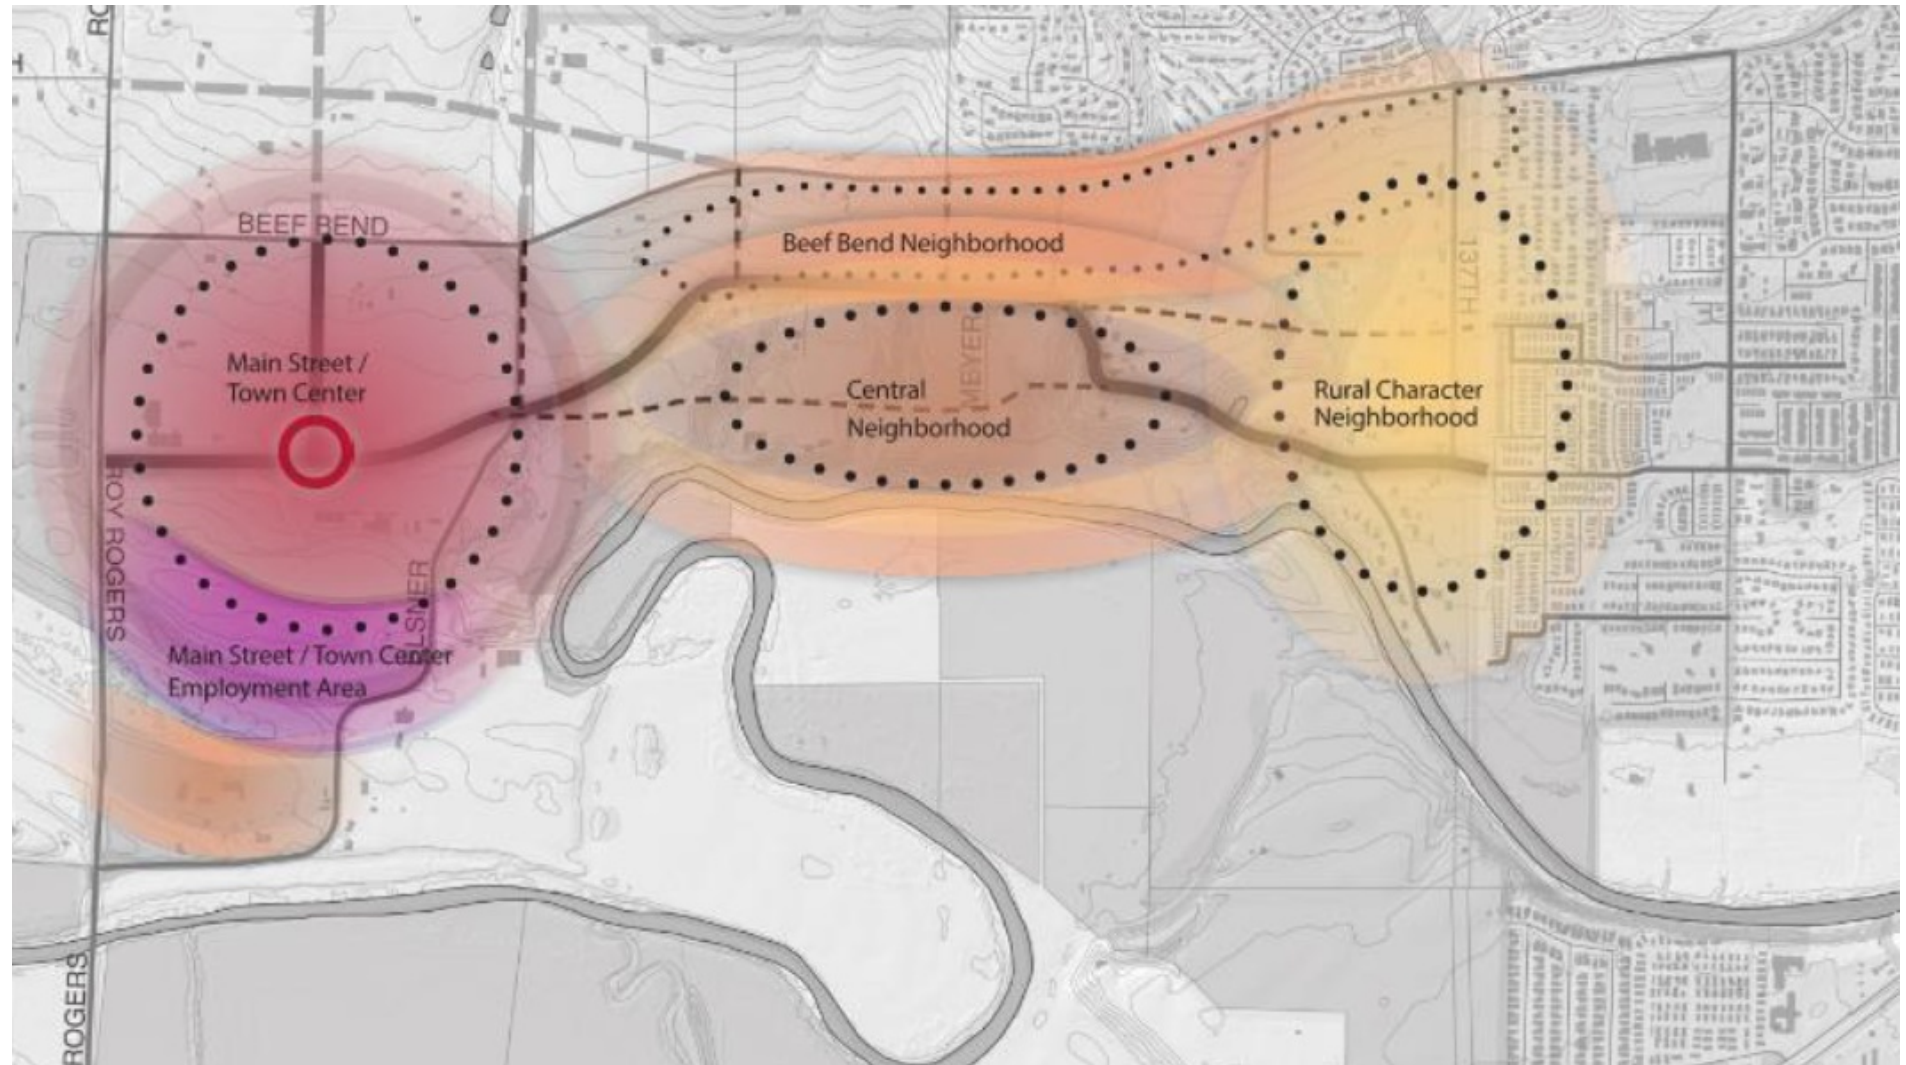 BEEF BEND
Beef Bend Neighborhood
137TH
Main Street /
Town Center
MEYER
Central
Neighborhood
Rural Character
Neighborhood
ROY ROGERS
Main Street / Town Center
Employment Area
ROGERS